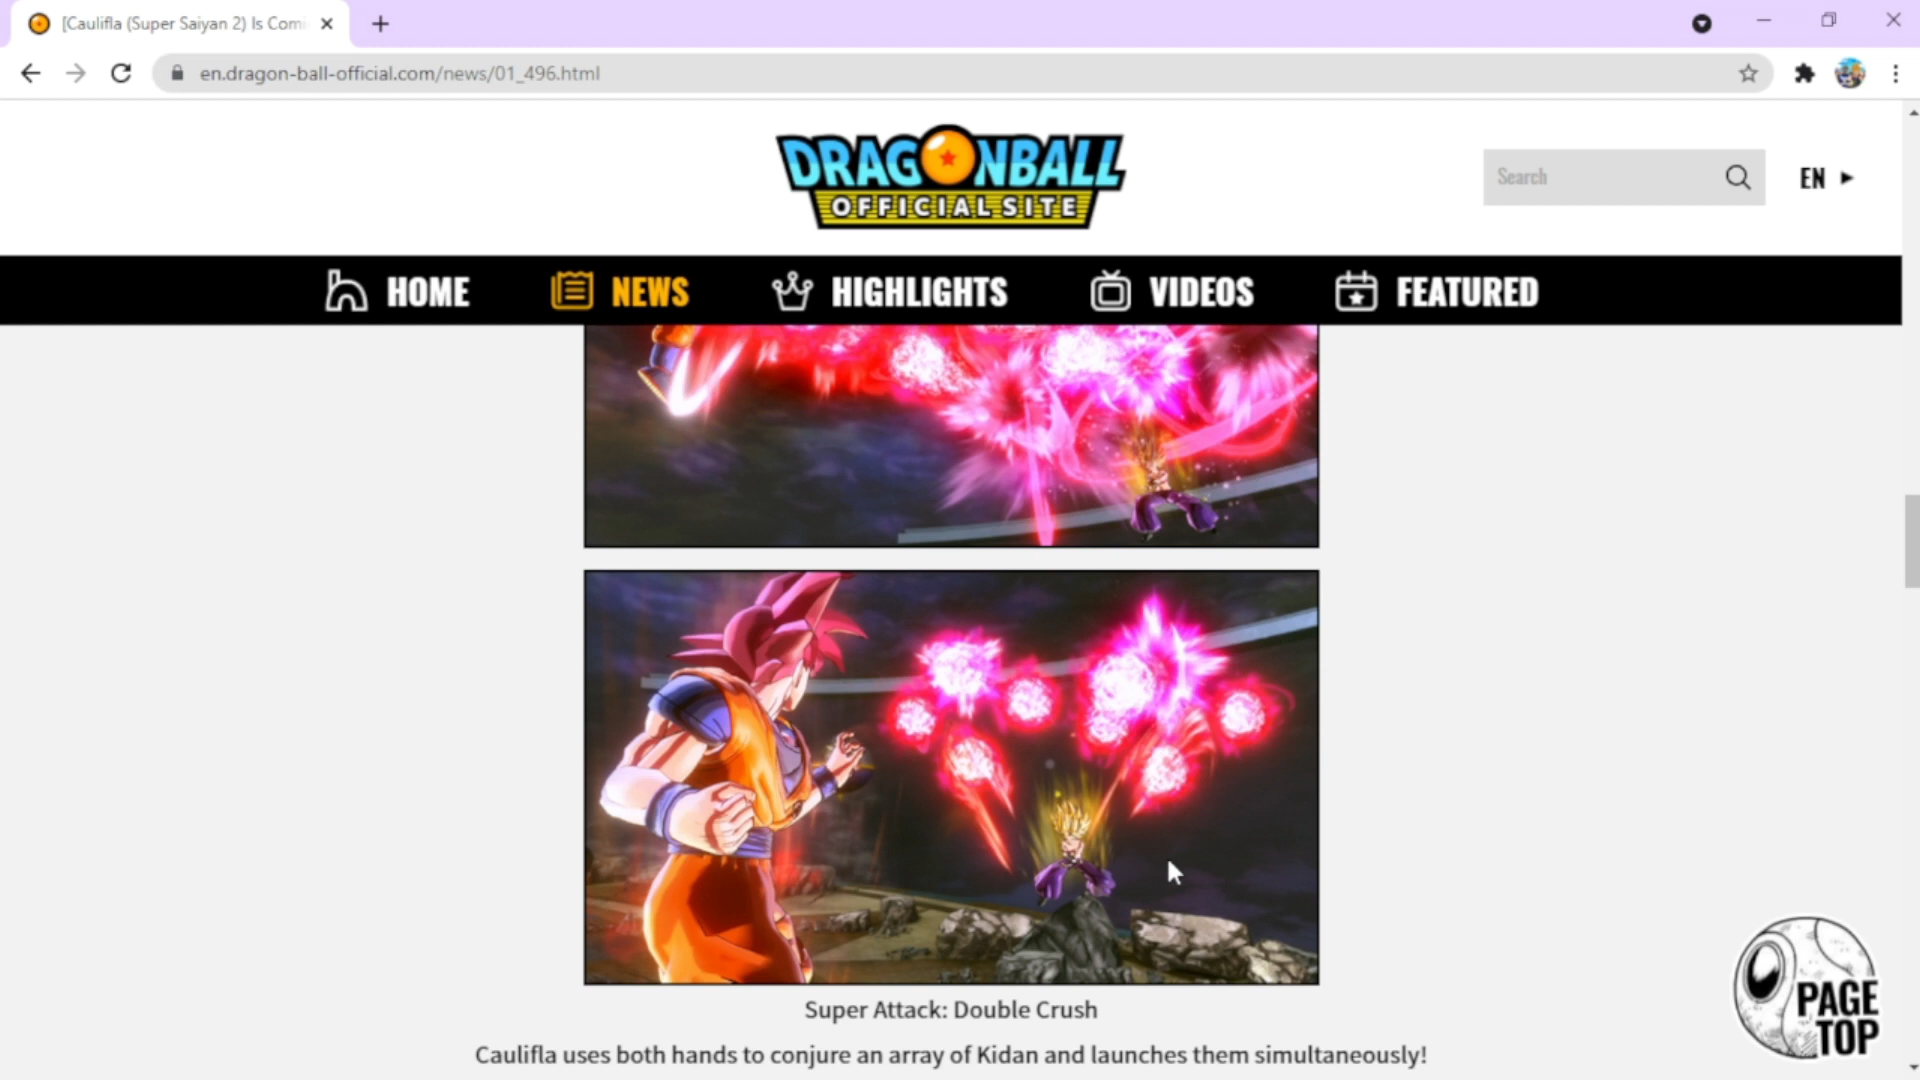 [Caulifla (Super Saiyan 2) Is Comi
en.dragon-ball-official.com/news/01_496.html
DRAGONBALL
OFFICIAL SITE
Search
EN
HOME
NEWS
HIGHLIGHTS
VIDEOS
FEATURED
Super Attack: Double Crush
Caulifla uses both hands to conjure an array of Kidan and launches them simultaneously!
PAGE
TOP